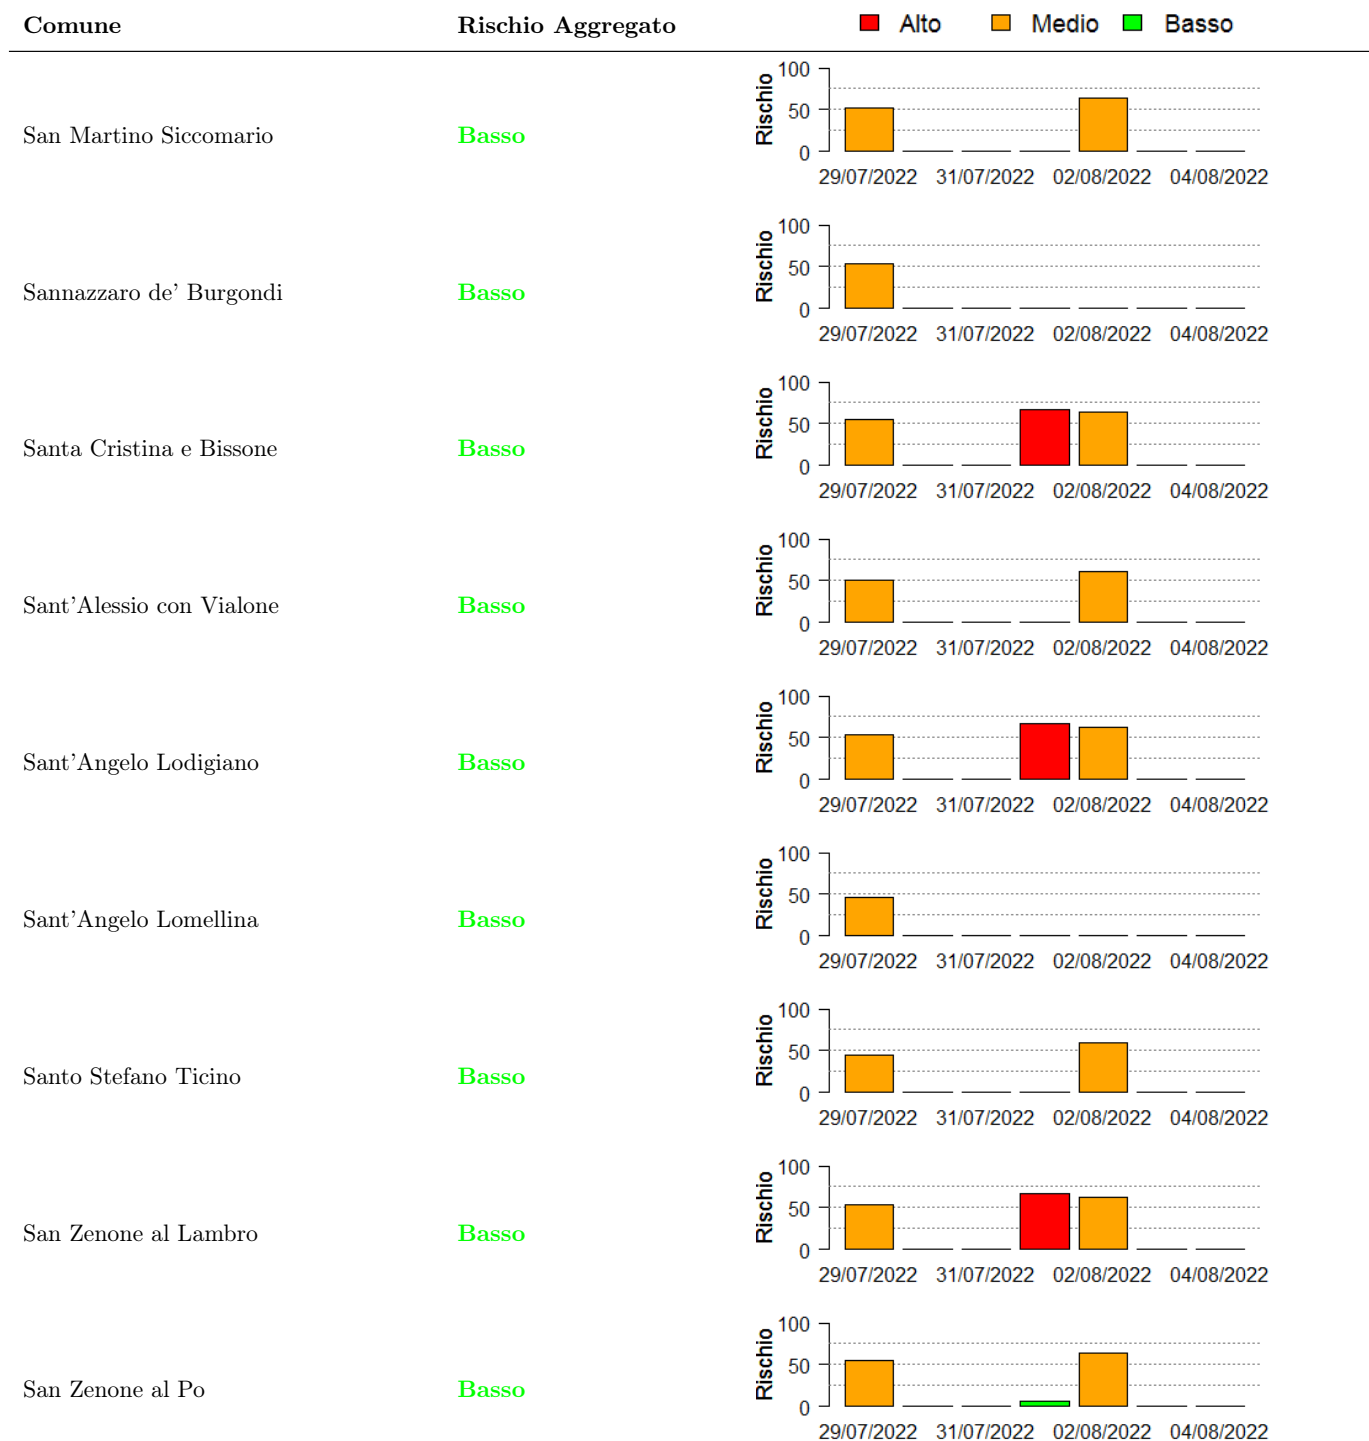 Comune Rischio Aggregato Alto Medio Basso
100
Rischio
50
San Martino Siccomario Basso
0
29/07/2022 31/07/2022 02/08/2022 04/08/2022
100
Rischio
50
Sannazzaro de' Burgondi Basso
0
29/07/2022 31/07/2022 02/08/2022 04/08/2022
100
Rischio
50
Santa Cristina e Bissone Basso
0
29/07/2022 31/07/2022 02/08/2022 04/08/2022
100
Rischio
50
Sant'Alessio con Vialone Basso
0
29/07/2022 31/07/2022 02/08/2022 04/08/2022
100
Rischio
50
Sant'Angelo Lodigiano Basso
0
29/07/2022 31/07/2022 02/08/2022 04/08/2022
100
Rischio
50
Sant'Angelo Lomellina Basso
0
29/07/2022 31/07/2022 02/08/2022 04/08/2022
100
Rischio
50
Santo Stefano Ticino Basso
0
29/07/2022 31/07/2022 02/08/2022 04/08/2022
100
Rischio
50
San Zenone al Lambro Basso
0
29/07/2022 31/07/2022 02/08/2022 04/08/2022
100
Rischio
50
San Zenone al Po Basso
0
29/07/2022 31/07/2022 02/08/2022 04/08/2022